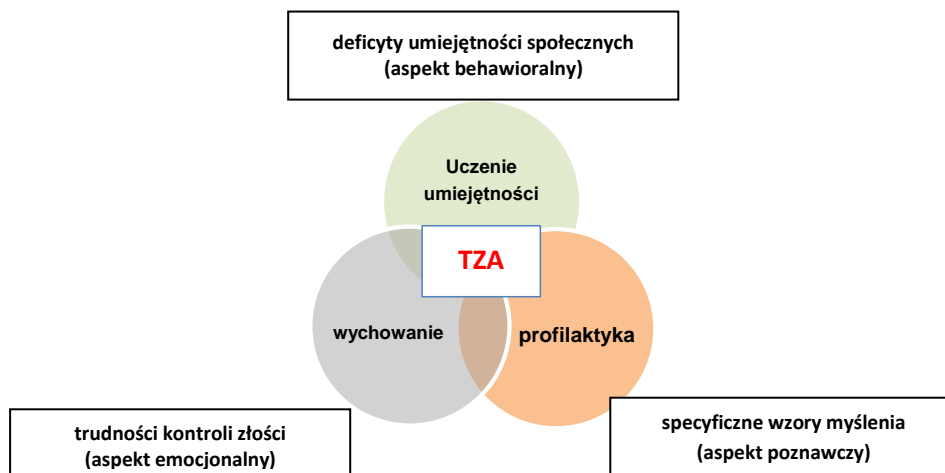 deficyty umiejętności społecznych
(aspekt behawioralny)
Uczenie
umiejętności
TZA
wychowanie
profilaktyka
trudności kontroli złości
(aspekt emocjonalny)
specyficzne wzory myślenia
(aspekt poznawczy)